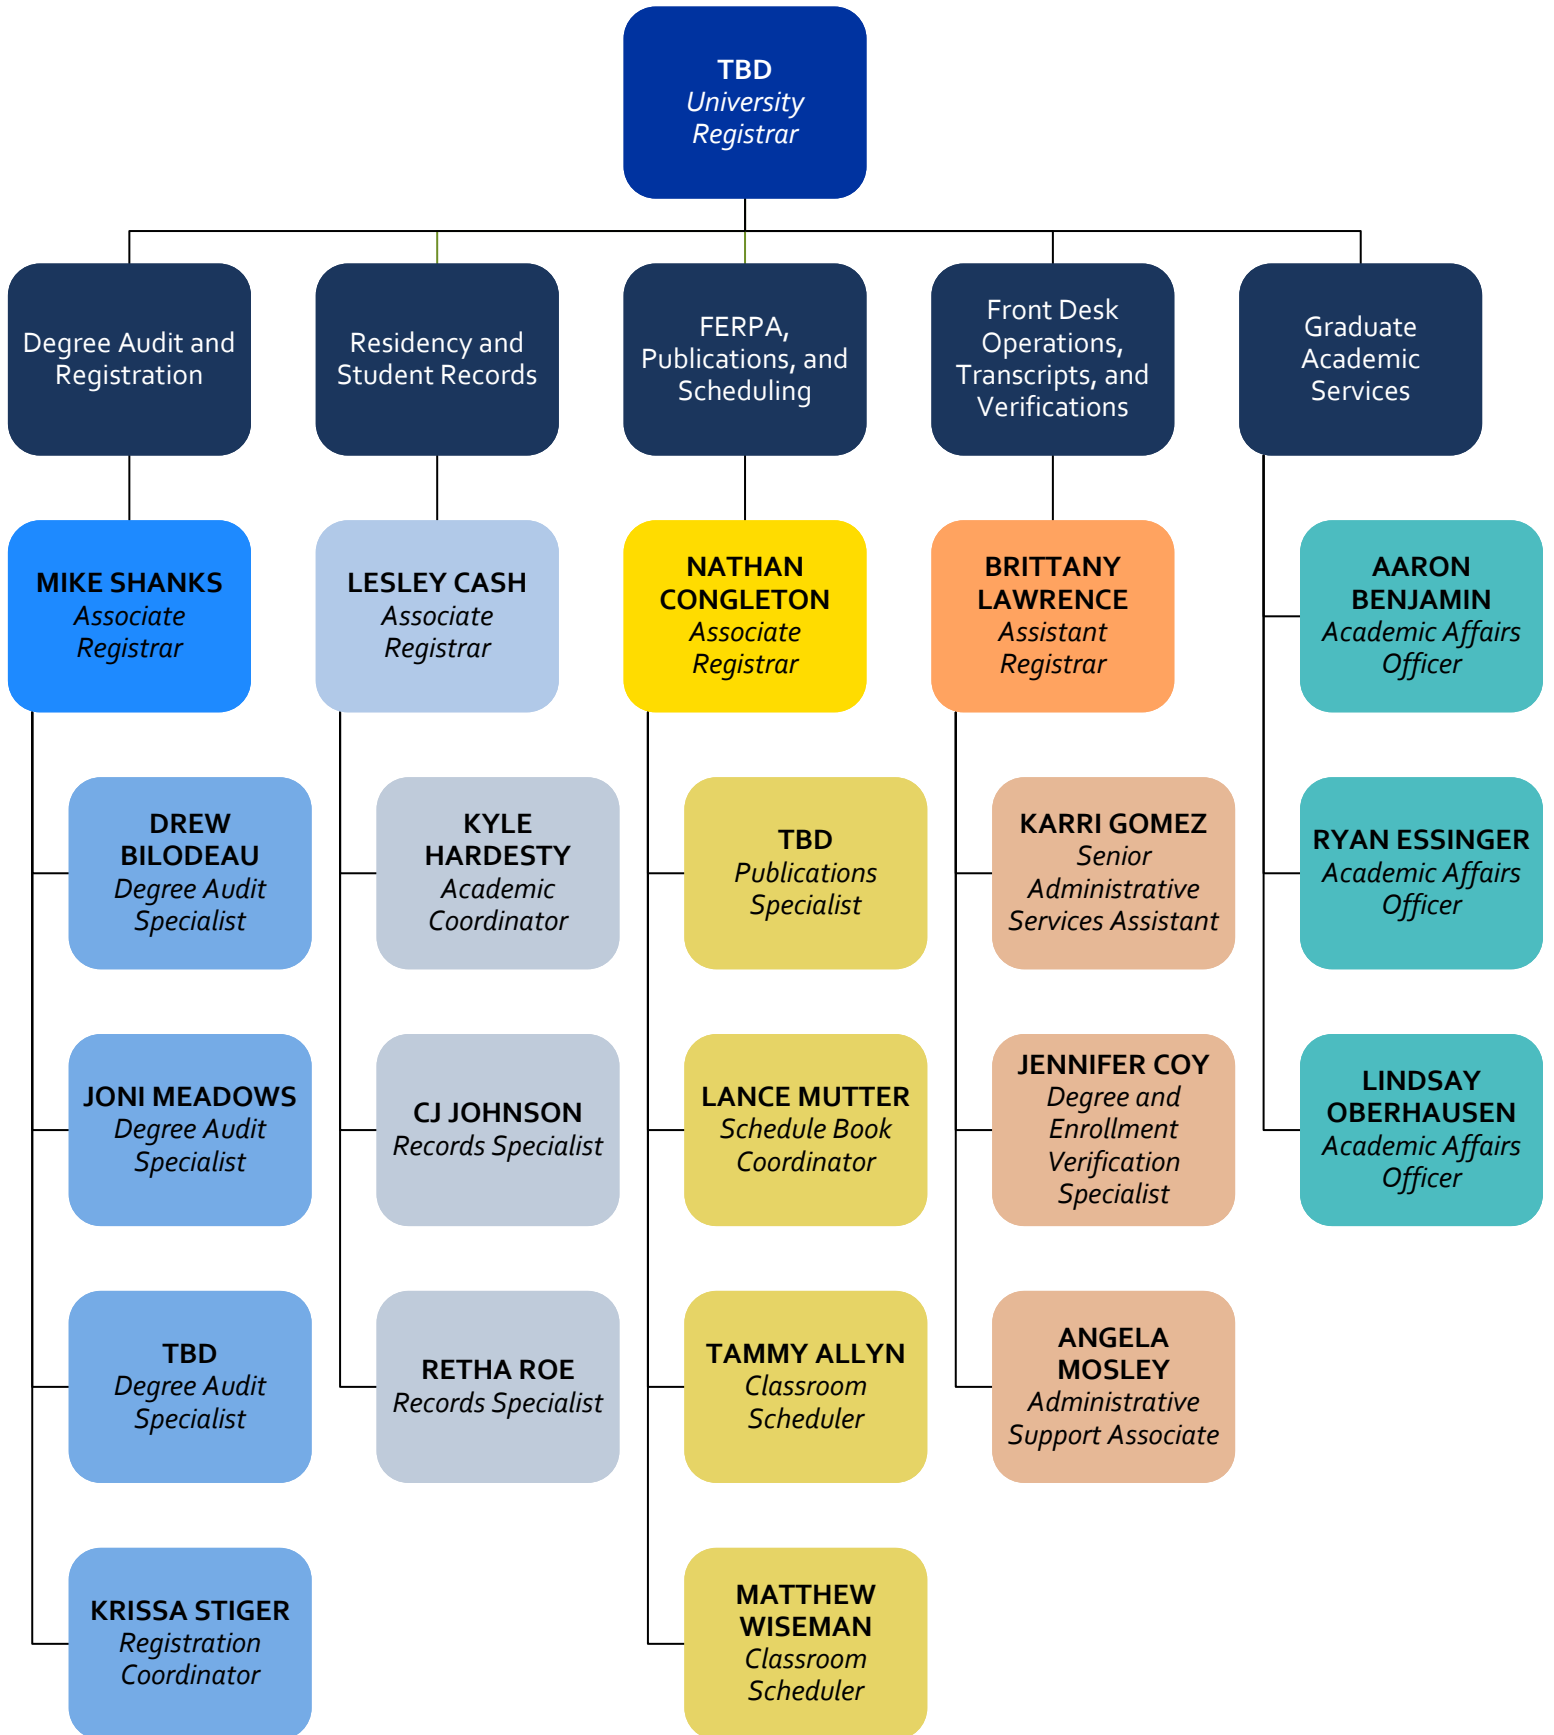 TBD
University
Registrar
Degree Audit and
Registration
Residency and
Student Records
FERPA,
Publications, and
Scheduling
Front Desk
Operations,
Transcripts, and
Verifications
Graduate
Academic
Services
MIKE SHANKS
Associate
Registrar
LESLEY CASH
Associate
Registrar
NATHAN
CONGLETON
Associate
Registrar
BRITTANY
LAWRENCE
Assistant
Registrar
AARON
BENJAMIN
Academic Affairs
Officer
DREW
BILODEAU
Degree Audit
Specialist
KYLE
HARDESTY
Academic
Coordinator
TBD
Publications
Specialist
KARRI GOMEZ
Senior
Administrative
Services Assistant
RYAN ESSINGER
Academic Affairs
Officer
JONI MEADOWS
Degree Audit
Specialist
CJ JOHNSON
Records Specialist
LANCE MUTTER
Schedule Book
Coordinator
JENNIFER COY
Degree and
Enrollment
Verification
Specialist
LINDSAY
OBERHAUSEN
Academic Affairs
Officer
TBD
Degree Audit
Specialist
RETHA ROE
Records Specialist
TAMMY ALLYN
Classroom
Scheduler
ANGELA
MOSLEY
Administrative
Support Associate
KRISSA STIGER
Registration
Coordinator
MATTHEW
WISEMAN
Classroom
Scheduler